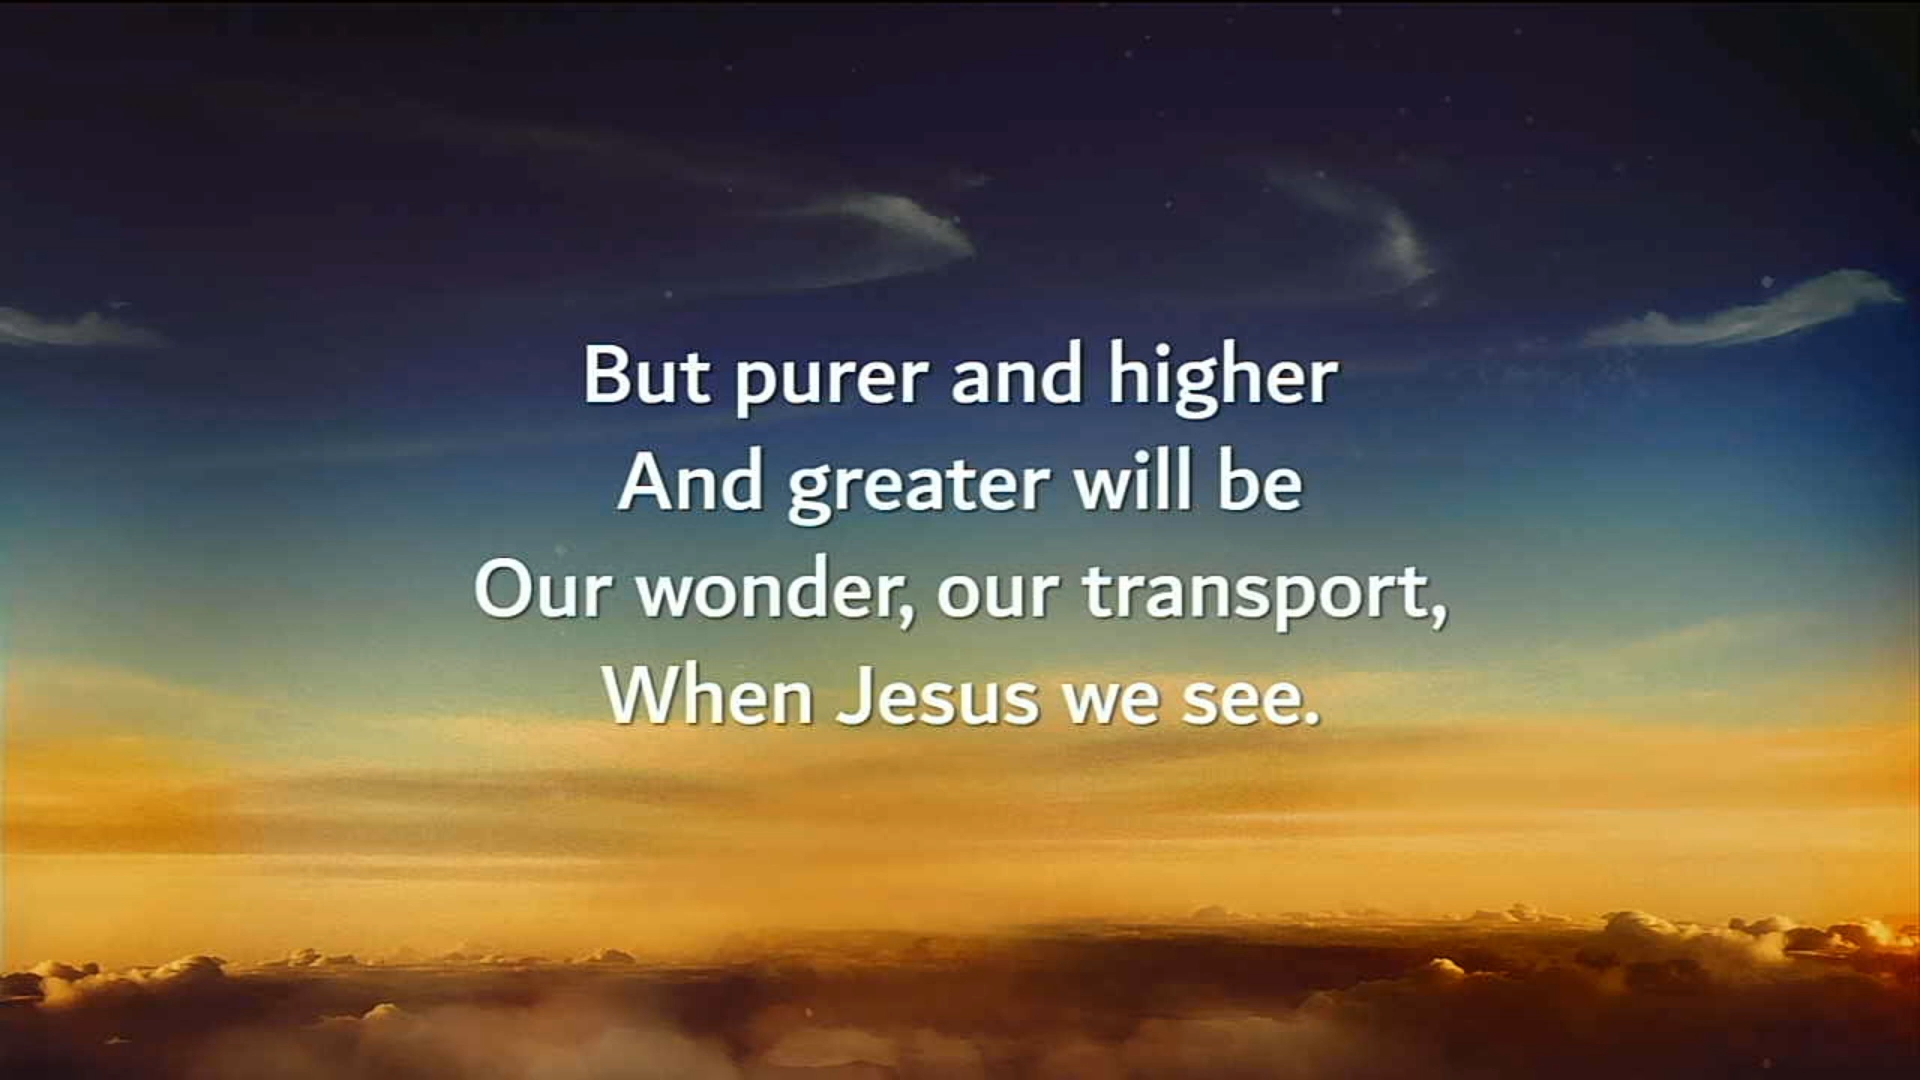 But purer and higher
And greater will be
Our wonder, our transport,
When Jesus we see.